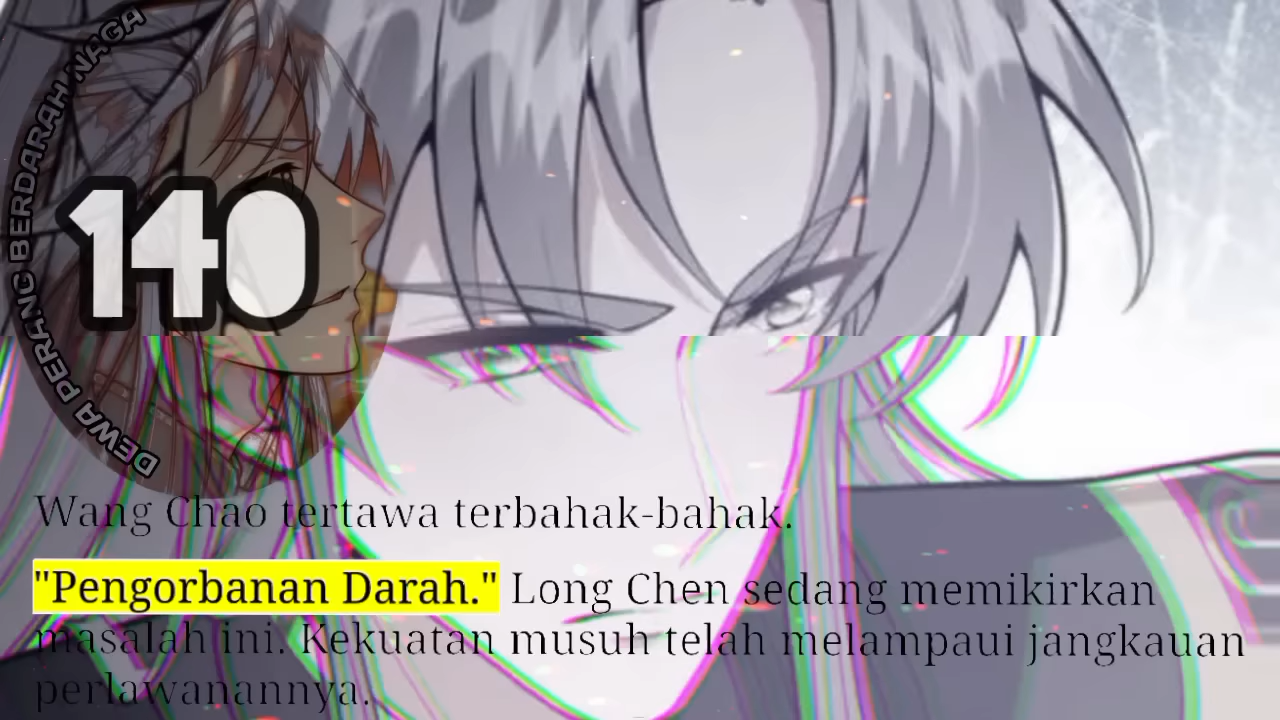 DEWA PERANG BERDARAH NAGA
140
Wang Chao tertawa terbahak-bahak.
"Pengorbanan Darah." Long Chen sedang memikirkan
masalah ini. Kekuatan musuh telah melampaui jangkauan
perlawanannya.